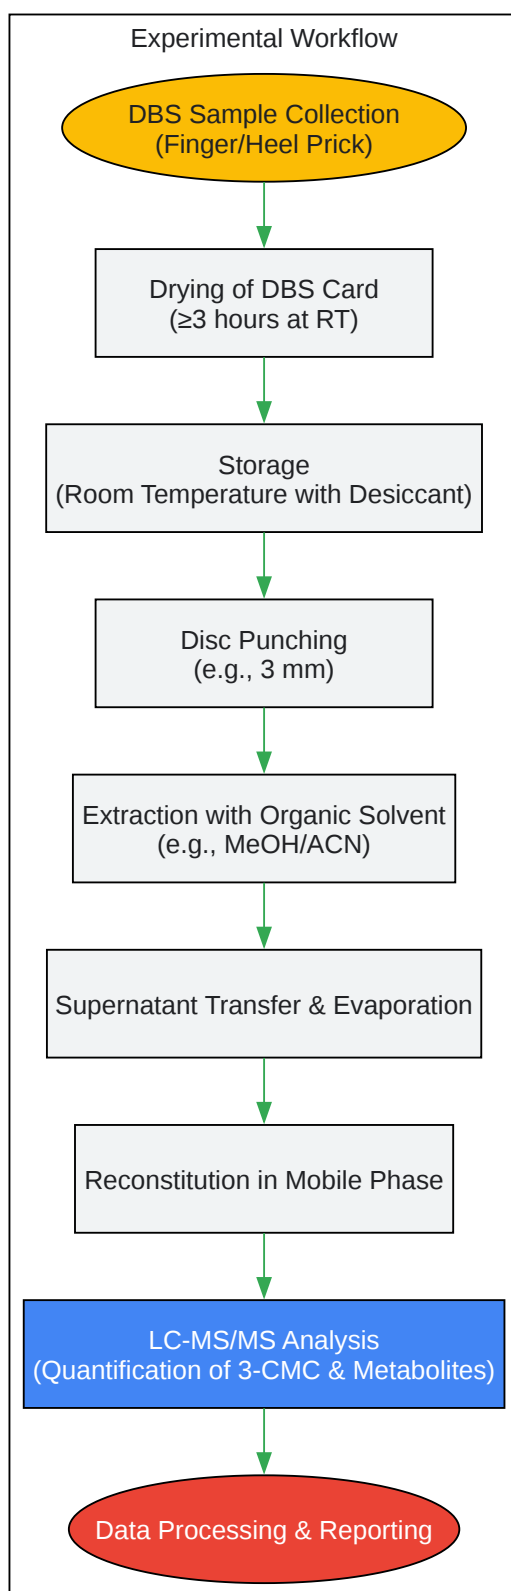 Experimental Workflow
DBS Sample Collection
(Finger/Heel Prick)
Drying of DBS Card
(≥3 hours at RT)
Storage
(Room Temperature with Desiccant)
Disc Punching
(e.g., 3 mm)
Extraction with Organic Solvent
(e.g., MeOH/ACN)
Supernatant Transfer & Evaporation
Reconstitution in Mobile Phase
LC-MS/MS Analysis
(Quantification of 3-CMC & Metabolites)
Data Processing & Reporting